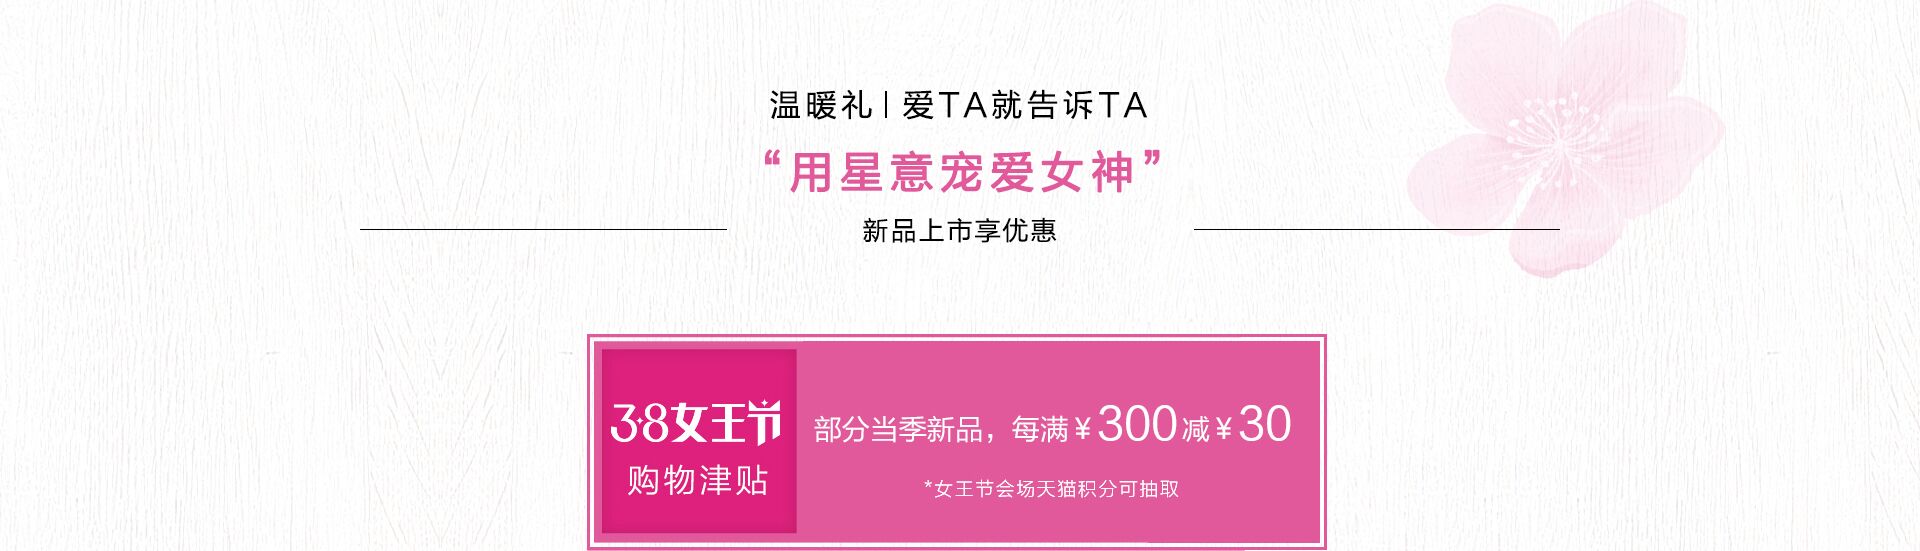 温暖礼| 爱TA就告诉TA
“用星意宠爱女神”
新品上市享优惠
3.8女王节
购物津贴
部分当季新品，每满¥300减¥30
*女王节会场天猫积分可抽取